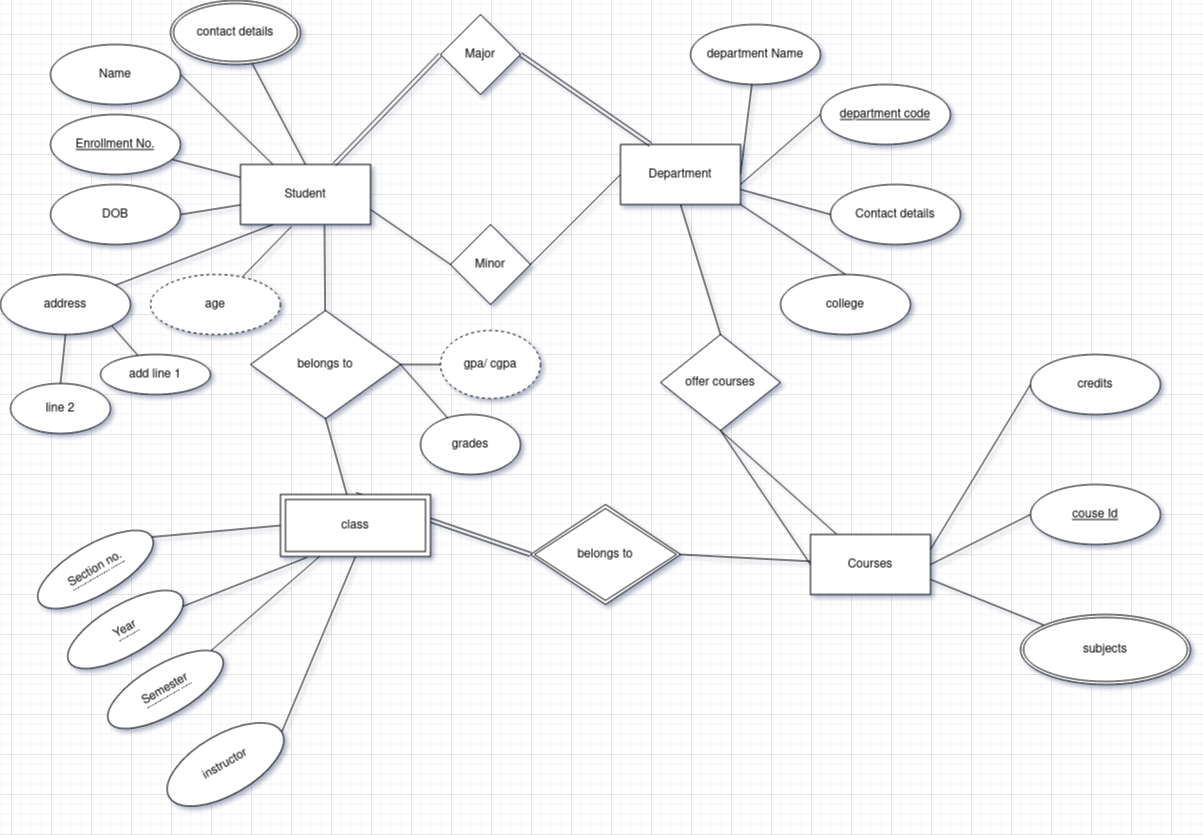 contact details
Name
Major
department Name
Enrollment No.
department code
Student
Department
DOB
Contact details
Minor
address
age
college
add line 1
belongs to
gpa/ cgpa
offer courses
credits
line 2
grades
class
couse Id
belongs to
Courses
Section no.
Year
subjects
Semester
instructor